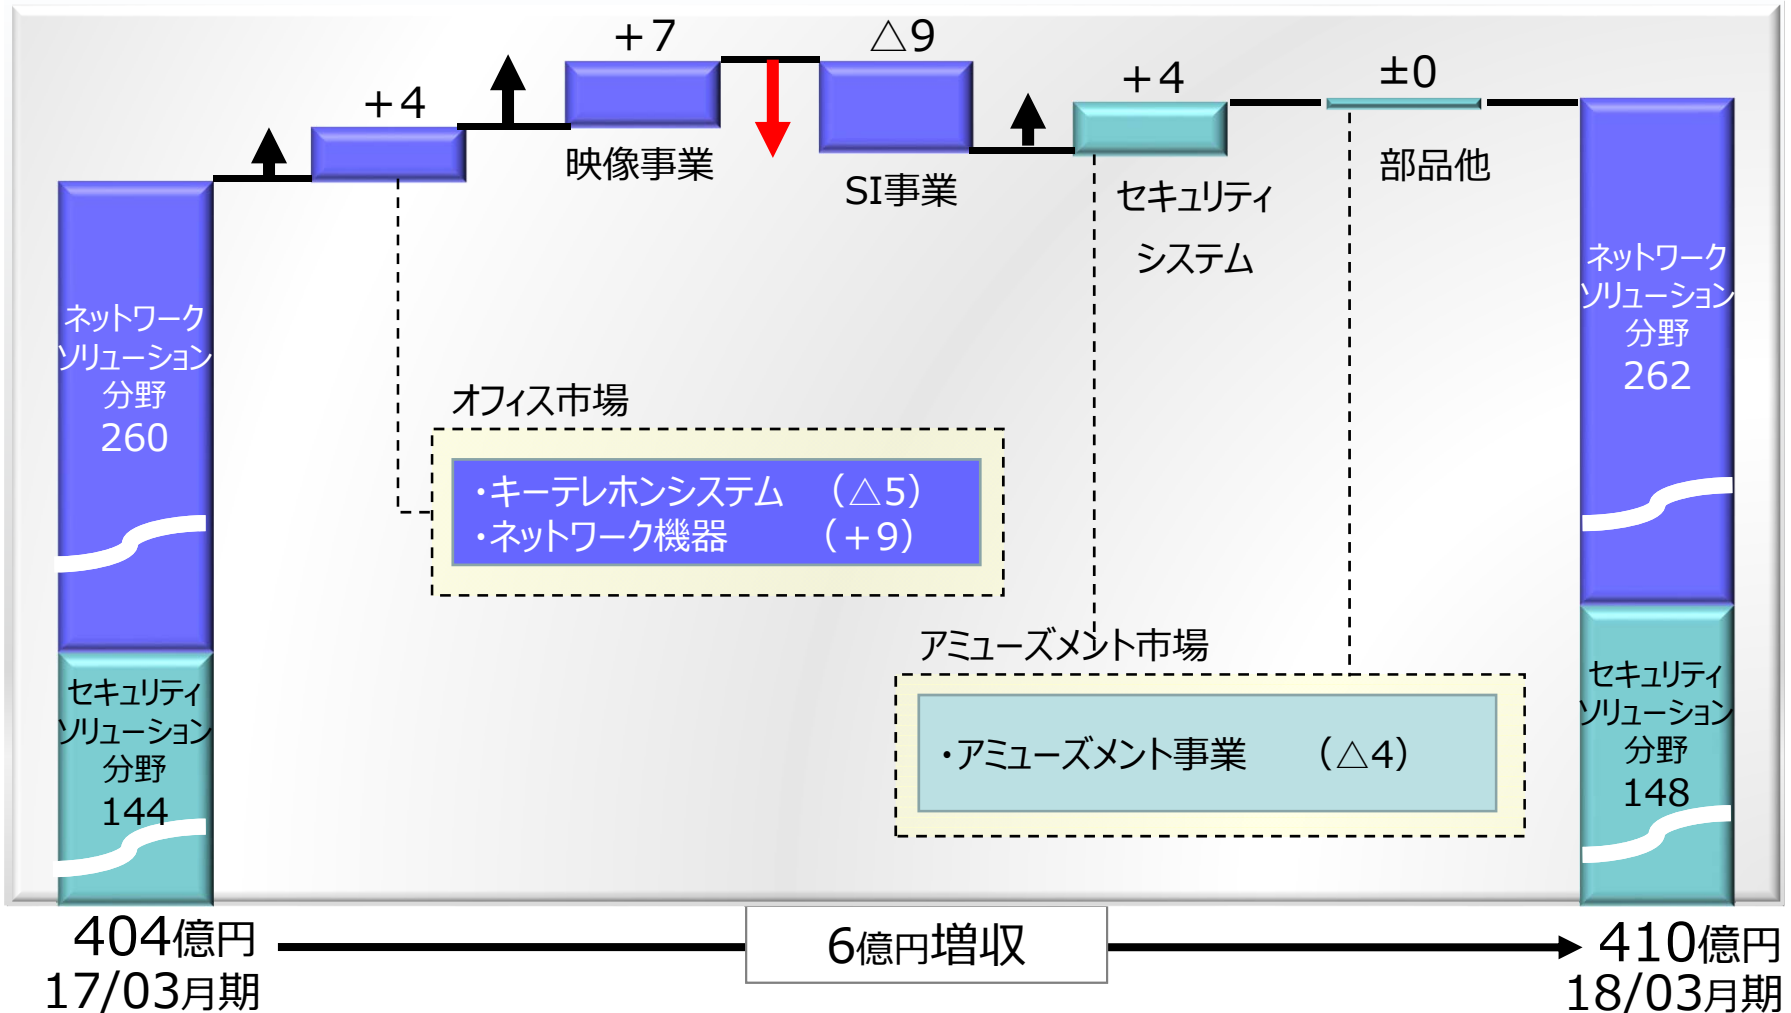 +4
+7
△9
+4
±0
映像事業
SI事業
セキュリティ
システム
部品他
ネットワーク
ソリューション
分野
260
セキュリティ
ソリューション
分野
144
オフィス市場
・キーテレホンシステム （△5）
・ネットワーク機器 （+9）
アミューズメント市場
・アミューズメント事業 （△4）
ネットワーク
ソリューション
分野
262
セキュリティ
ソリューション
分野
148
404億円
17/03月期
6億円増収
410億円
18/03月期